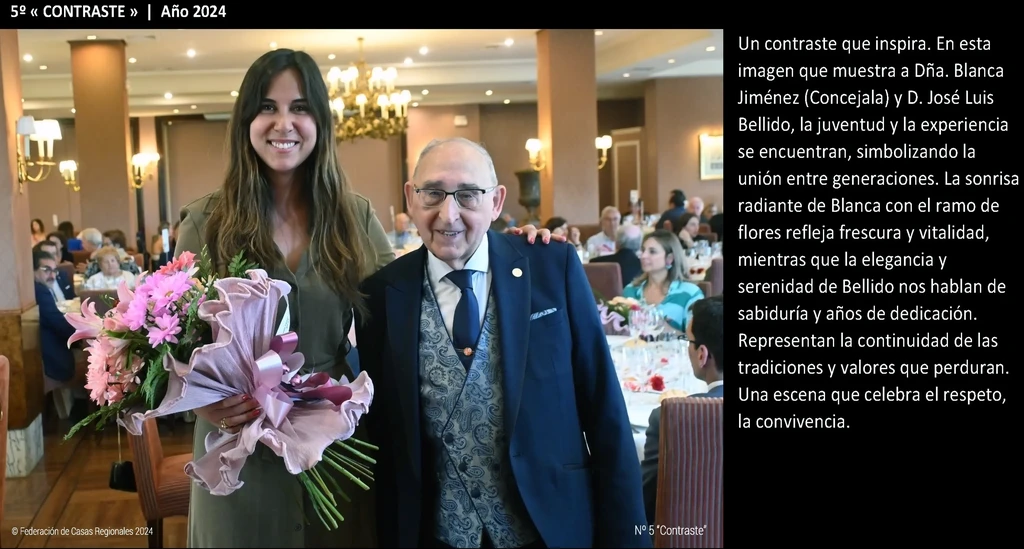 5º « CONTRASTE » | Año 2024
Un contraste que inspira. En esta
imagen que muestra a Dña. Blanca
Jiménez (Concejala) y D. José Luis
Bellido, la juventud y la experiencia
se encuentran, simbolizando la
unión entre generaciones. La sonrisa
radiante de Blanca con el ramo de
flores refleja frescura y vitalidad,
mientras que la elegancia y
serenidad de Bellido nos hablan de
sabiduría y años de dedicación.
Representan la continuidad de las
tradiciones y valores que perduran.
Una escena que celebra el respeto,
la convivencia.
© Federación de Casas Regionales 2024
Nº 5 "Contraste"